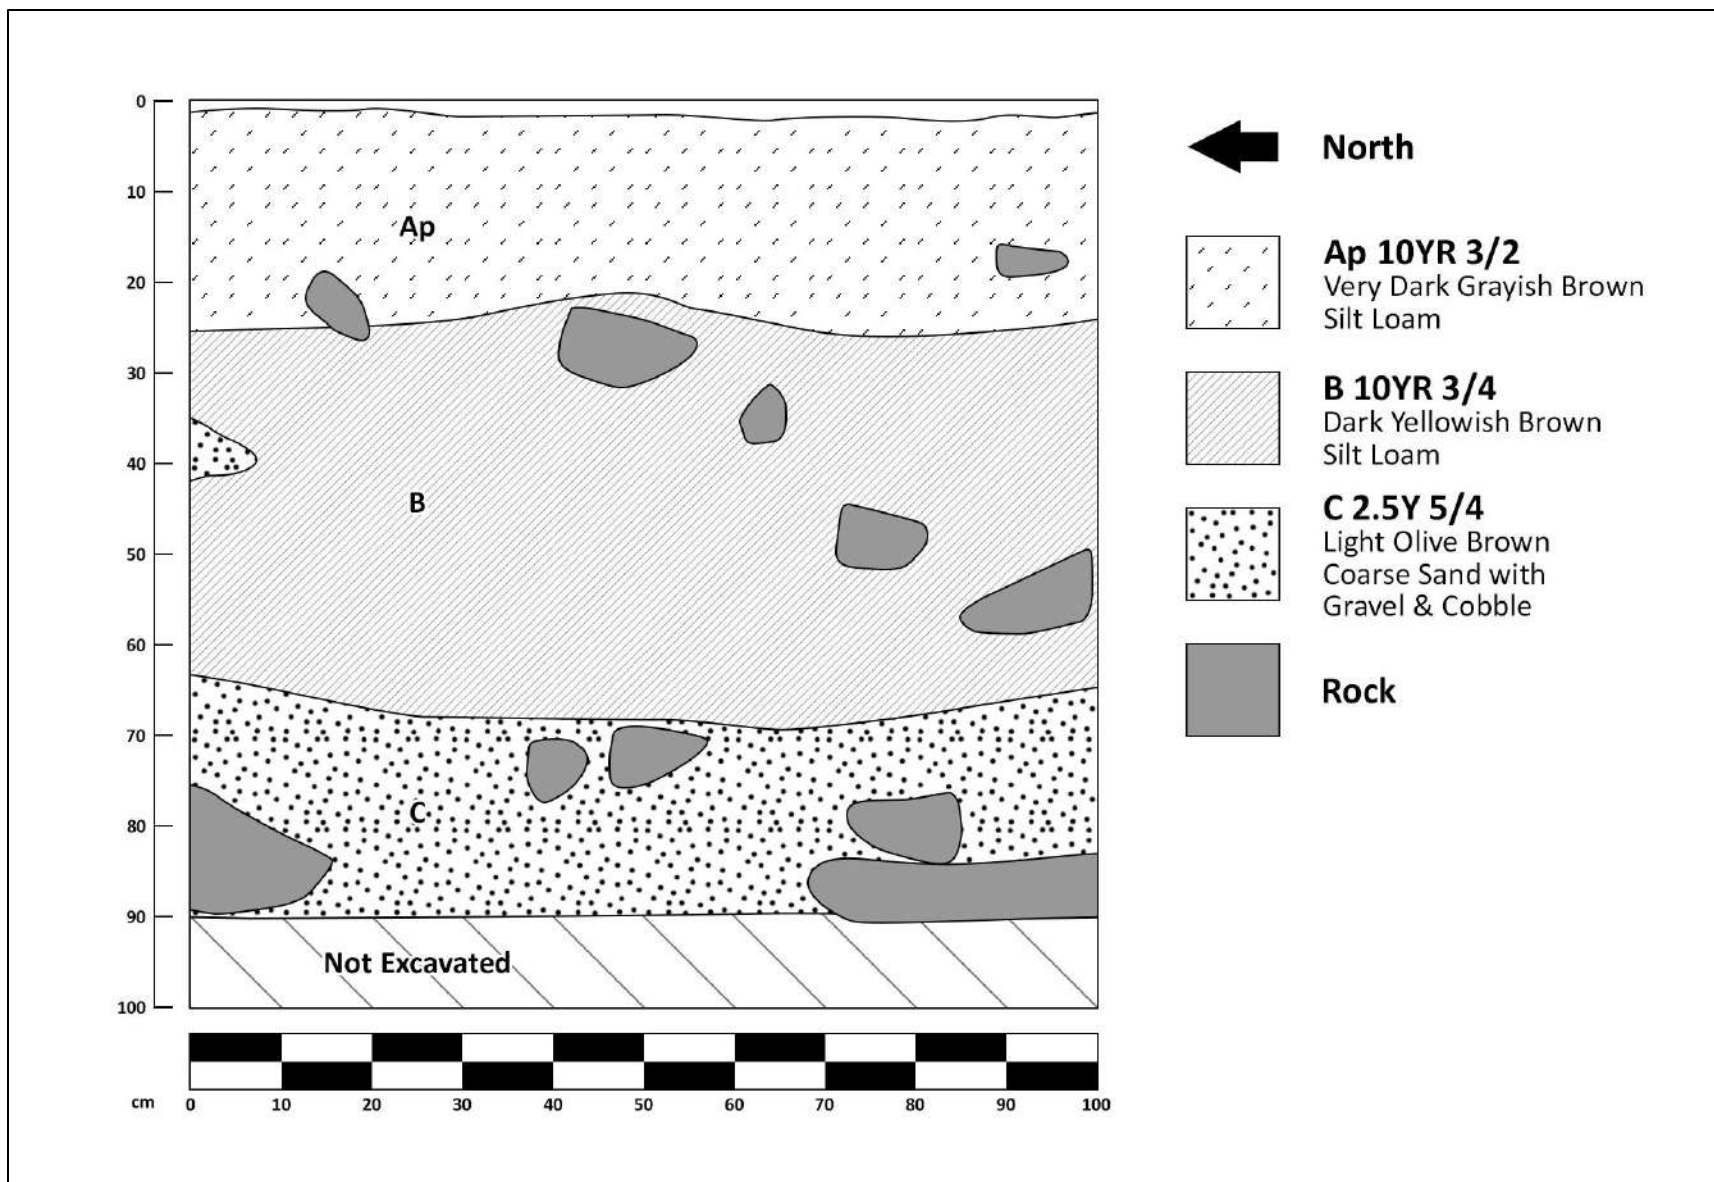 0
10
20
30
40
50
60
70
80
90
100
Ap
B
C
Not Excavated
cm 0 10 20 30 40 50 60 70 80 90 100
North
Ap 10YR 3/2
Very Dark Grayish Brown
Silt Loam
B 10YR 3/4
Dark Yellowish Brown
Silt Loam
C 2.5Y 5/4
Light Olive Brown
Coarse Sand with
Gravel & Cobble
Rock